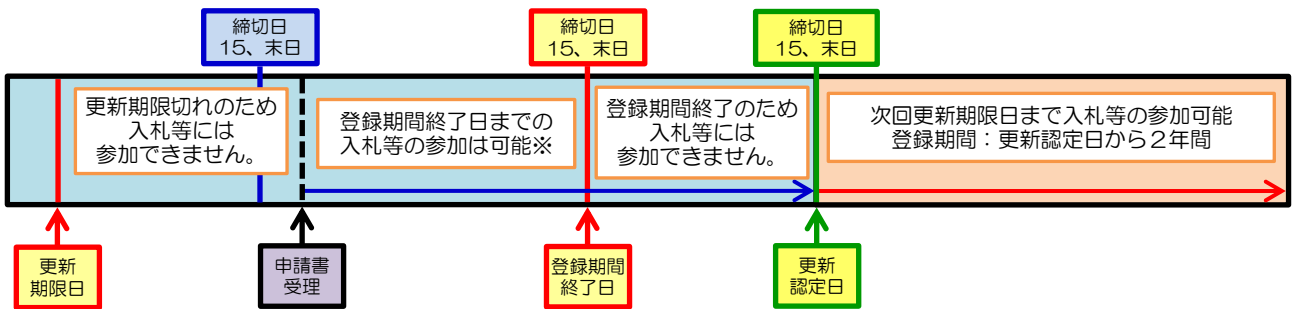 締切日
15、末日
締切日
15、末日
締切日
15、末日
更新期限切れのため
入札等には
参加できません。
登録期間終了日までの
入札等の参加は可能※
登録期間終了のため
入札等には
参加できません。
次回更新期限日まで入札等の参加可能
登録期間：更新認定日から２年間
更新
期限日
申請書
受理
登録期間
終了日
更新
認定日